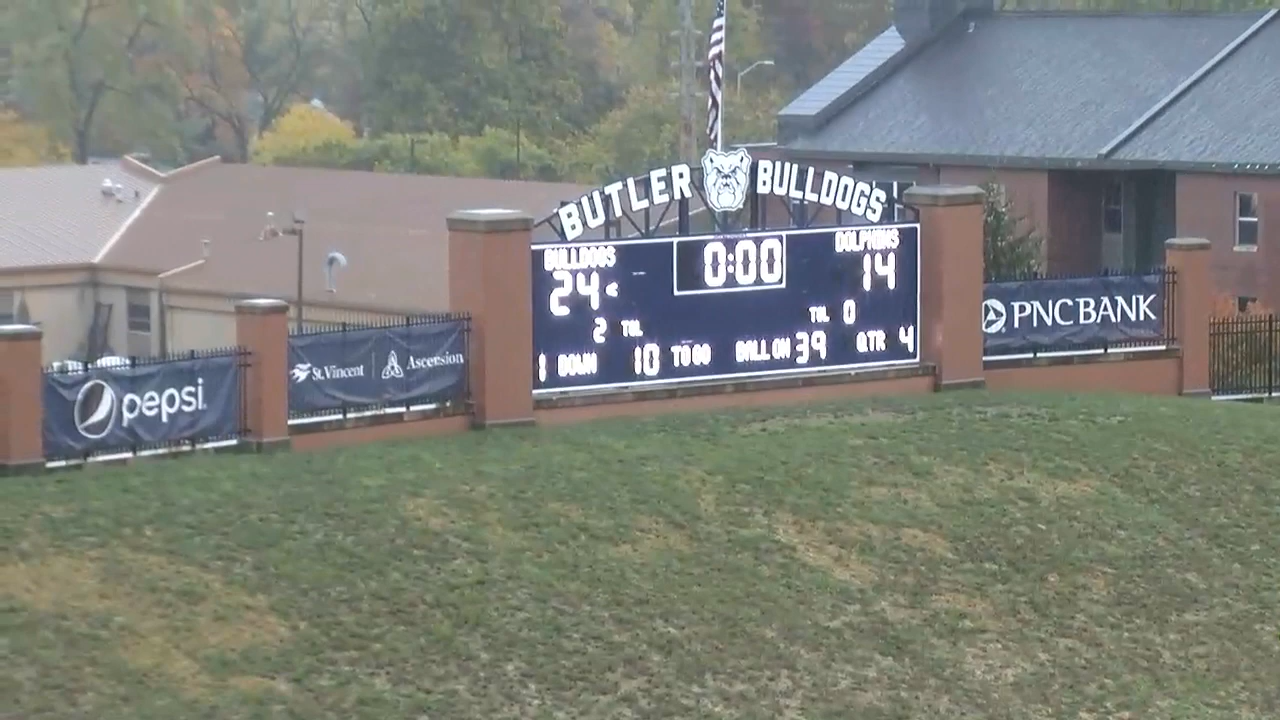 BUTLER BULLDOGS
BULLDOGS 0:00 DOLPHINS
24 < 14
2 TOL TOL 0
1 DOWN 10 TO GO BALL ON 39 QTR 4
pepsi
St.Vincent Ascension
PNC BANK